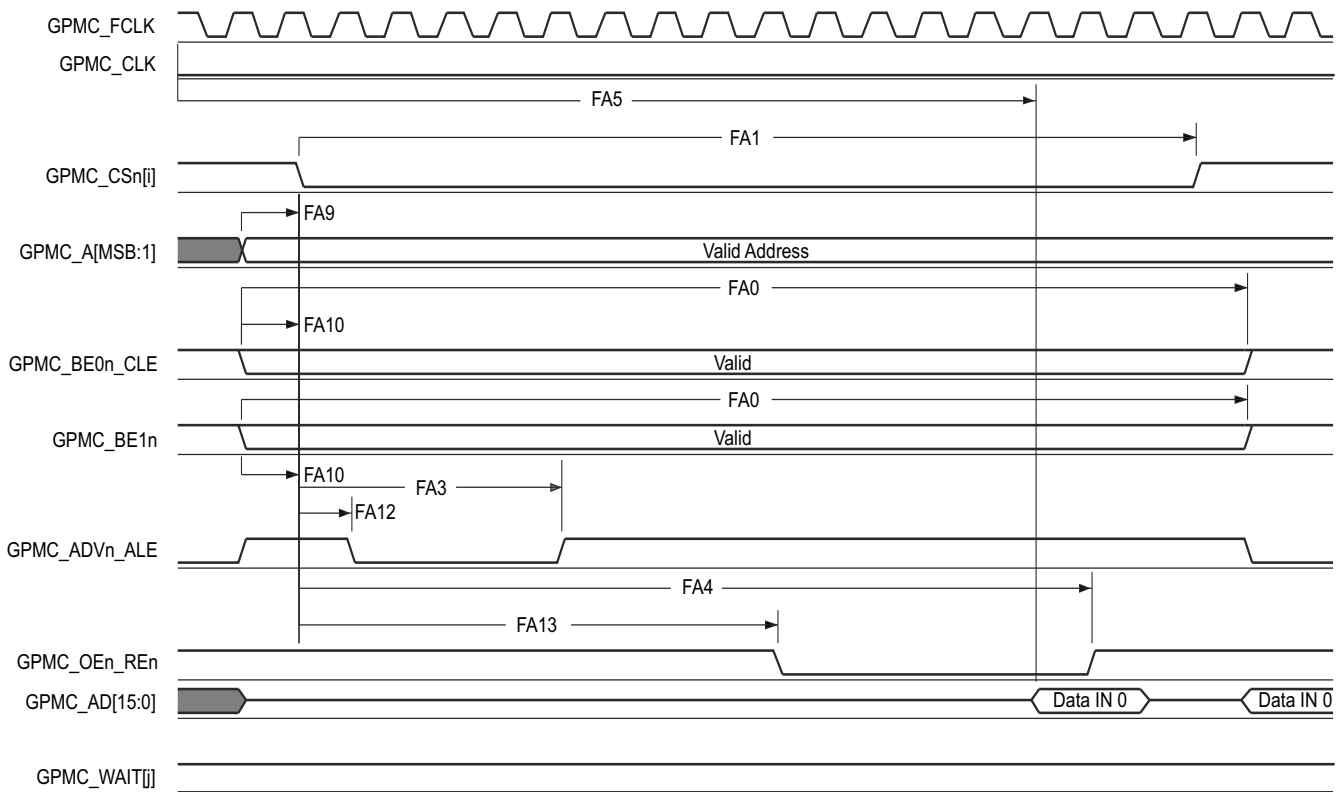 GPMC_FCLK
GPMC_CLK
FA5
FA1
GPMC_CSn[i]
FA9
GPMC_A[MSB:1]
Valid Address
FA0
FA10
GPMC_BE0n_CLE
Valid
FA0
GPMC_BE1n
Valid
FA10
FA3
FA12
GPMC_ADVn_ALE
FA4
FA13
GPMC_OEn_REn
GPMC_AD[15:0]
Data IN 0
Data IN 0
GPMC_WAIT[j]